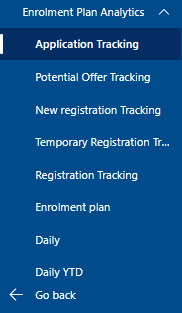 Enrolment Plan Analytics
Application Tracking
Potential Offer Tracking
New registration Tracking
Temporary Registration Tr...
Registration Tracking
Enrolment plan
Daily
Daily YTD
Go back